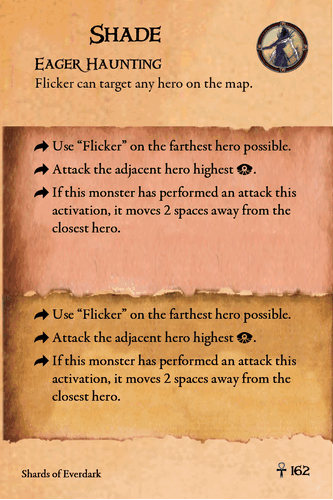 Shade
Eager Haunting
Flicker can target any hero on the map.
Use “Flicker” on the farthest hero possible.
Attack the adjacent hero highest .
If this monster has performed an attack this
activation, it moves 2 spaces away from the
closest hero.
Use “Flicker” on the farthest hero possible.
Attack the adjacent hero highest .
If this monster has performed an attack this
activation, it moves 2 spaces away from the
closest hero.
Shards of Everdark
162